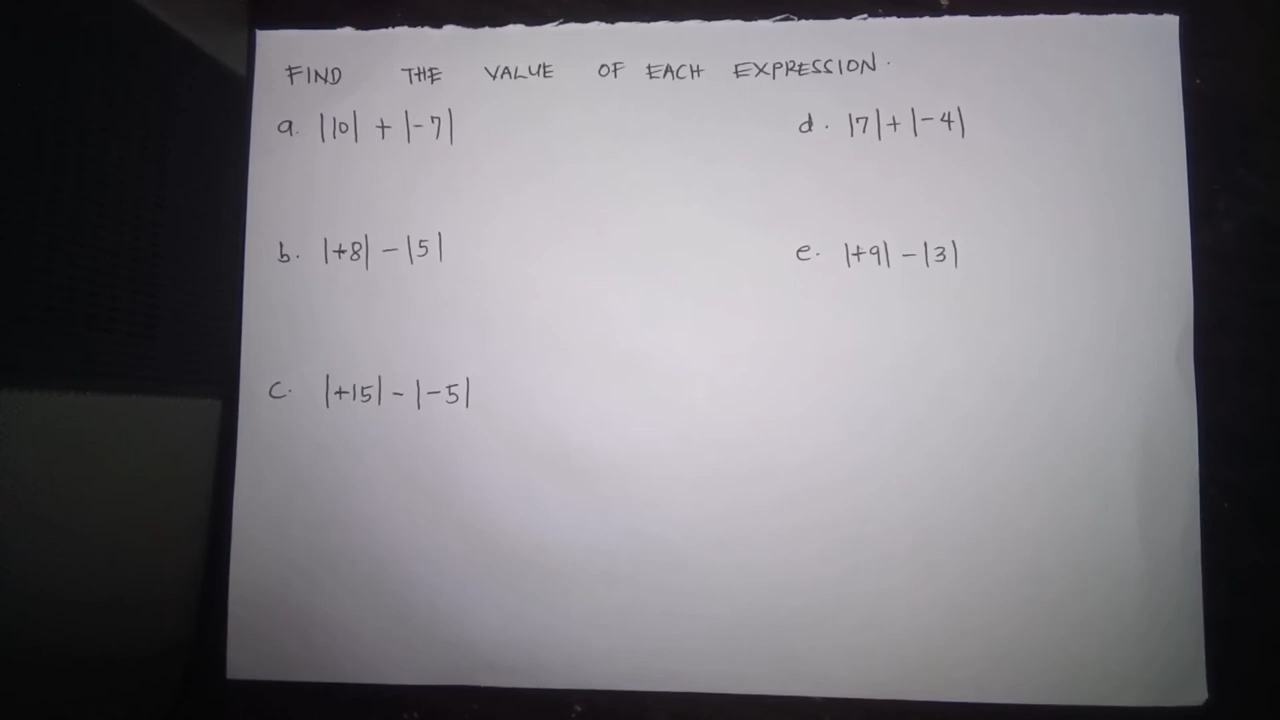 FIND THE VALUE OF EACH EXPRESSION.
a. |10| + |-7|
b. |+8| - |5|
c. |+15| - |-5|
d. |7| + |-4|
e. |+9| - |3|